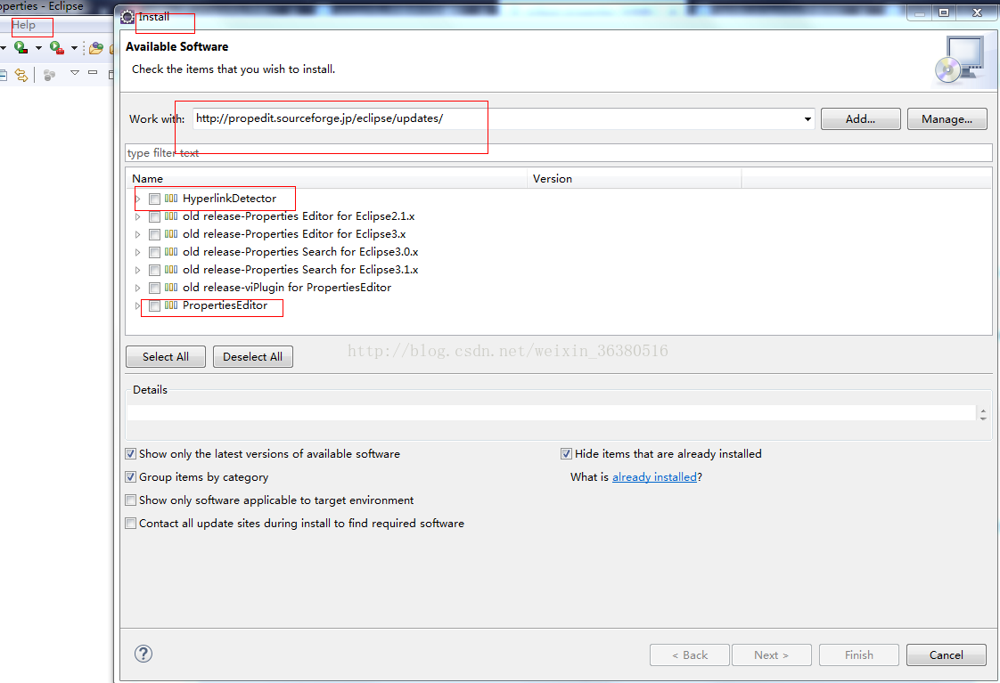 operties - Eclipse
Help
Install
Available Software
Check the items that you wish to install.
Work with: http://propedit.sourceforge.jp/eclipse/updates/ Add... Manage...
type filter text
Name Version
HyperlinkDetector
old release-Properties Editor for Eclipse2.1.x
old release-Properties Editor for Eclipse3.x
old release-Properties Search for Eclipse3.0.x
old release-Properties Search for Eclipse3.1.x
old release-viPlugin for PropertiesEditor
PropertiesEditor
http://blog.csdn.net/weixin_36380516
Select All Deselect All
Details
Show only the latest versions of available software Hide items that are already installed
Group items by category What is already installed?
Show only software applicable to target environment
Contact all update sites during install to find required software
? < Back Next > Finish Cancel